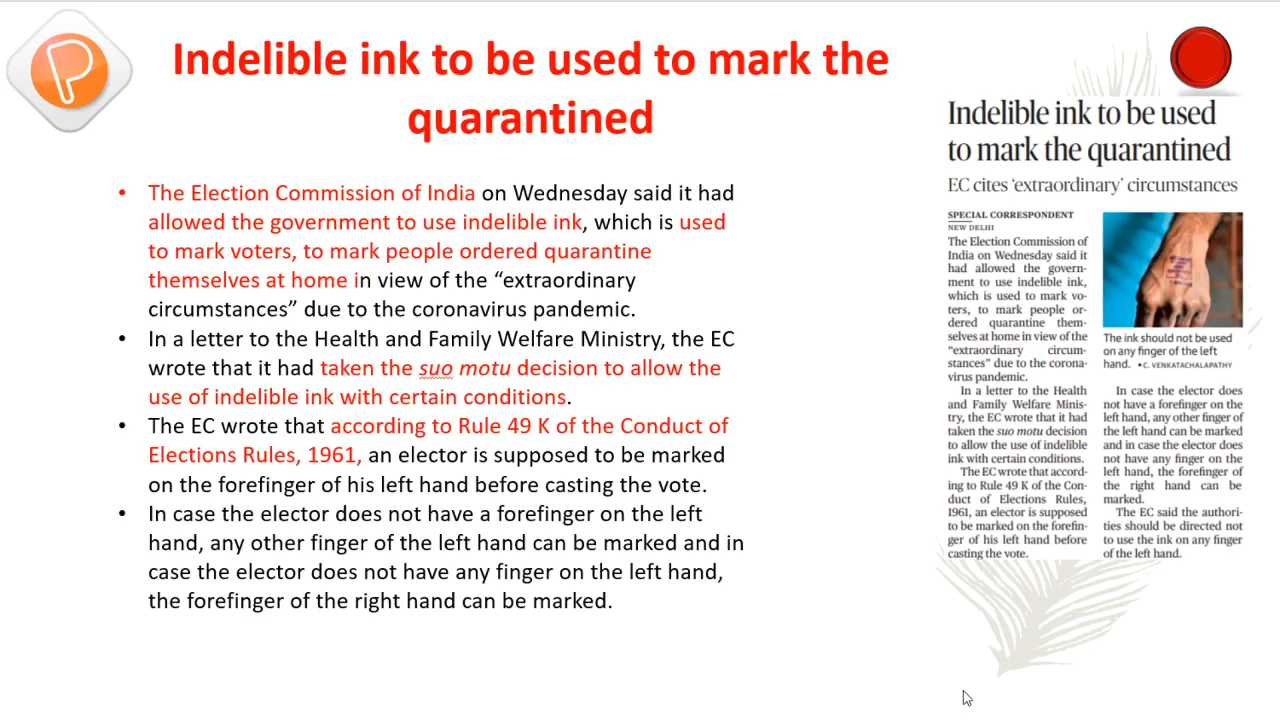 Indelible ink to be used to mark the
quarantined
• The Election Commission of India on Wednesday said it had
allowed the government to use indelible ink, which is used
to mark voters, to mark people ordered quarantine
themselves at home in view of the “extraordinary
circumstances” due to the coronavirus pandemic.
• In a letter to the Health and Family Welfare Ministry, the EC
wrote that it had taken the suo motu decision to allow the
use of indelible ink with certain conditions.
• The EC wrote that according to Rule 49 K of the Conduct of
Elections Rules, 1961, an elector is supposed to be marked
on the forefinger of his left hand before casting the vote.
• In case the elector does not have a forefinger on the left
hand, any other finger of the left hand can be marked and in
case the elector does not have any finger on the left hand,
the forefinger of the right hand can be marked.
Indelible ink to be used
to mark the quarantined
EC cites ‘extraordinary’ circumstances
SPECIAL CORRESPONDENT
NEW DELHI
The Election Commission of
India on Wednesday said it
had allowed the govern-
ment to use indelible ink,
which is used to mark vo-
ters, to mark people or-
dered quarantine them-
selves at home in view of the
“extraordinary circum-
stances” due to the corona-
virus pandemic.
In a letter to the Health
and Family Welfare Minis-
try, the EC wrote that it had
taken the suo motu decision
to allow the use of indelible
ink with certain conditions.
The EC wrote that accord-
ing to Rule 49 K of the Con-
duct of Elections Rules,
1961, an elector is supposed
to be marked on the forefin-
ger of his left hand before
casting the vote.
The ink should not be used
on any finger of the left
hand. •C. VENKATACHALAPATHY
In case the elector does
not have a forefinger on the
left hand, any other finger of
the left hand can be marked
and in case the elector does
not have any finger on the
left hand, the forefinger of
the right hand can be
marked.
The EC said the authori-
ties should be directed not
to use the ink on any finger
of the left hand.